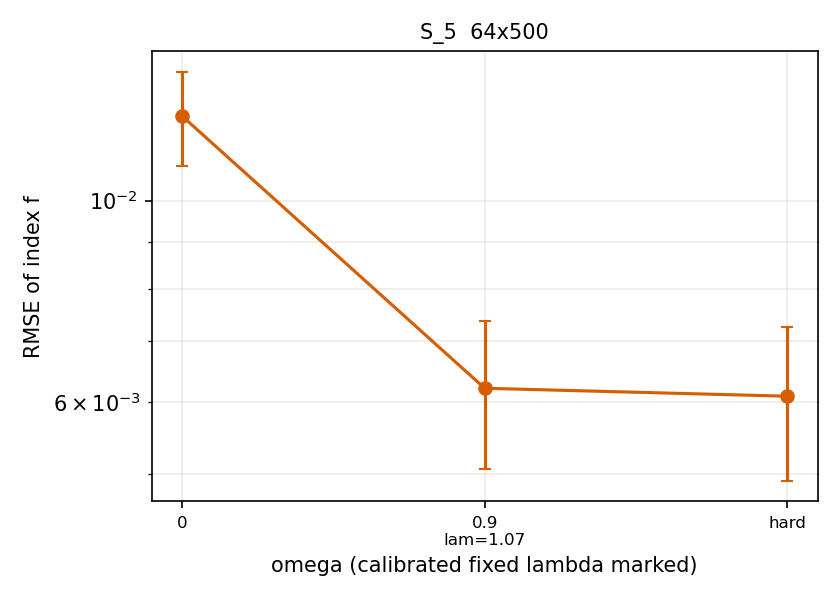 S_5  64x500
RMSE of index f
10⁻²
6 × 10⁻³
0
0.9
lam=1.07
hard
omega (calibrated fixed lambda marked)